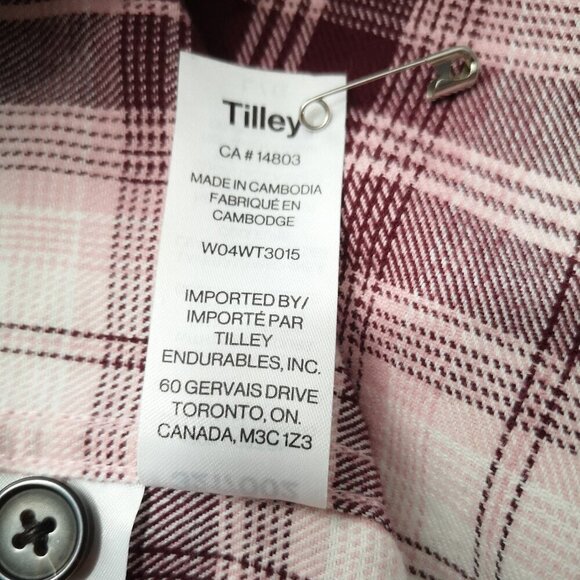 Tilley
CA # 14803
MADE IN CAMBODIA
FABRIQUÉ EN
CAMBODGE
W04WT3015
IMPORTED BY/
IMPORTÉ PAR
TILLEY
ENDURABLES, INC.
60 GERVAIS DRIVE
TORONTO, ON.
CANADA, M3C 1Z3